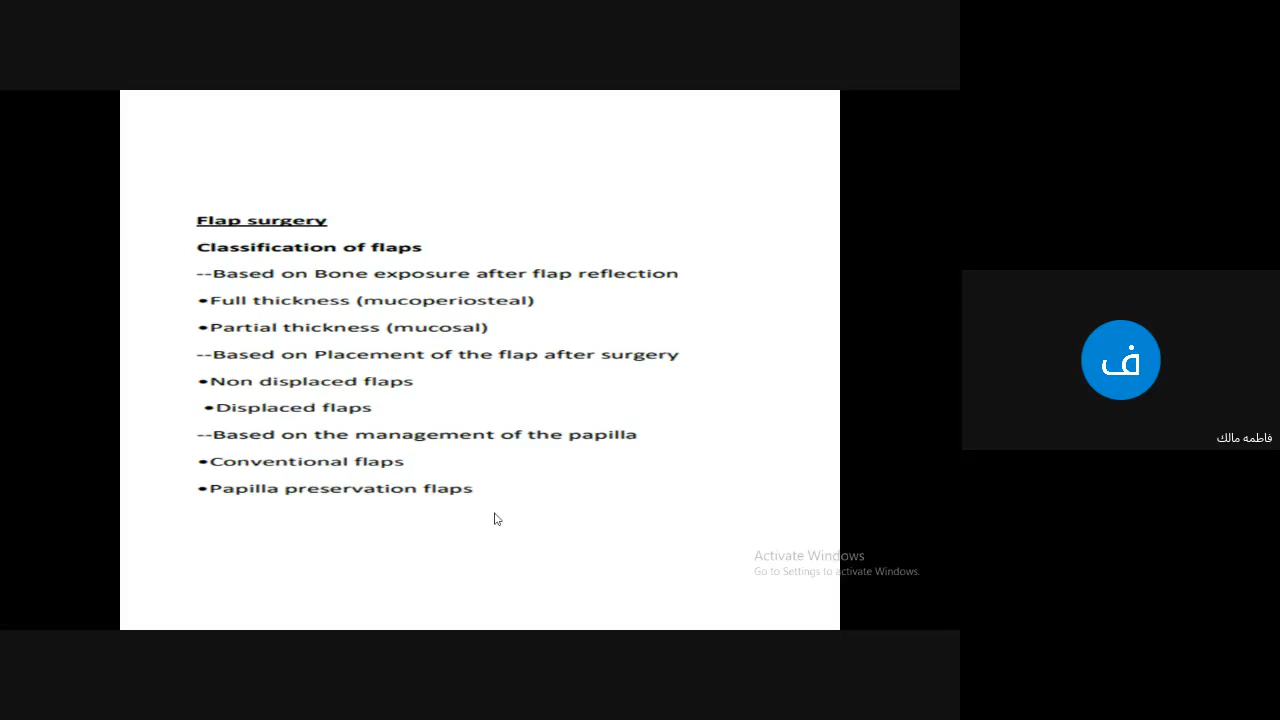 Flap surgery
Classification of flaps
--Based on Bone exposure after flap reflection
•Full thickness (mucoperiosteal)
•Partial thickness (mucosal)
--Based on Placement of the flap after surgery
•Non displaced flaps
•Displaced flaps
--Based on the management of the papilla
•Conventional flaps
•Papilla preservation flaps
ف
فاطمه مالك
Activate Windows
Go to Settings to activate Windows.